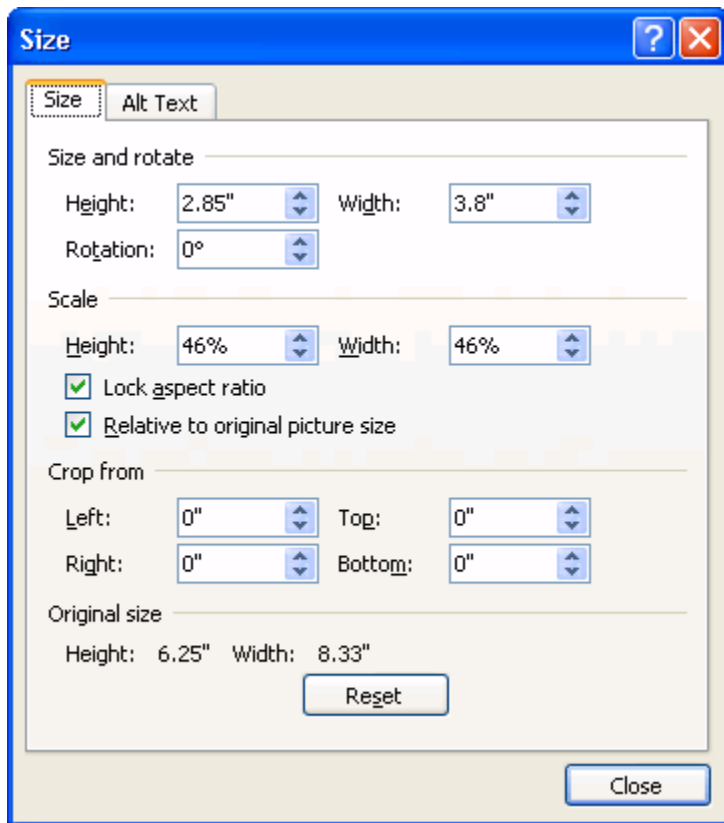 Size
Size Alt Text
Size and rotate
Height: 2.85" Width: 3.8"
Rotation: 0°
Scale
Height: 46% Width: 46%
Lock aspect ratio
Relative to original picture size
Crop from
Left: 0" Top: 0"
Right: 0" Bottom: 0"
Original size
Height: 6.25" Width: 8.33"
Reset
Close